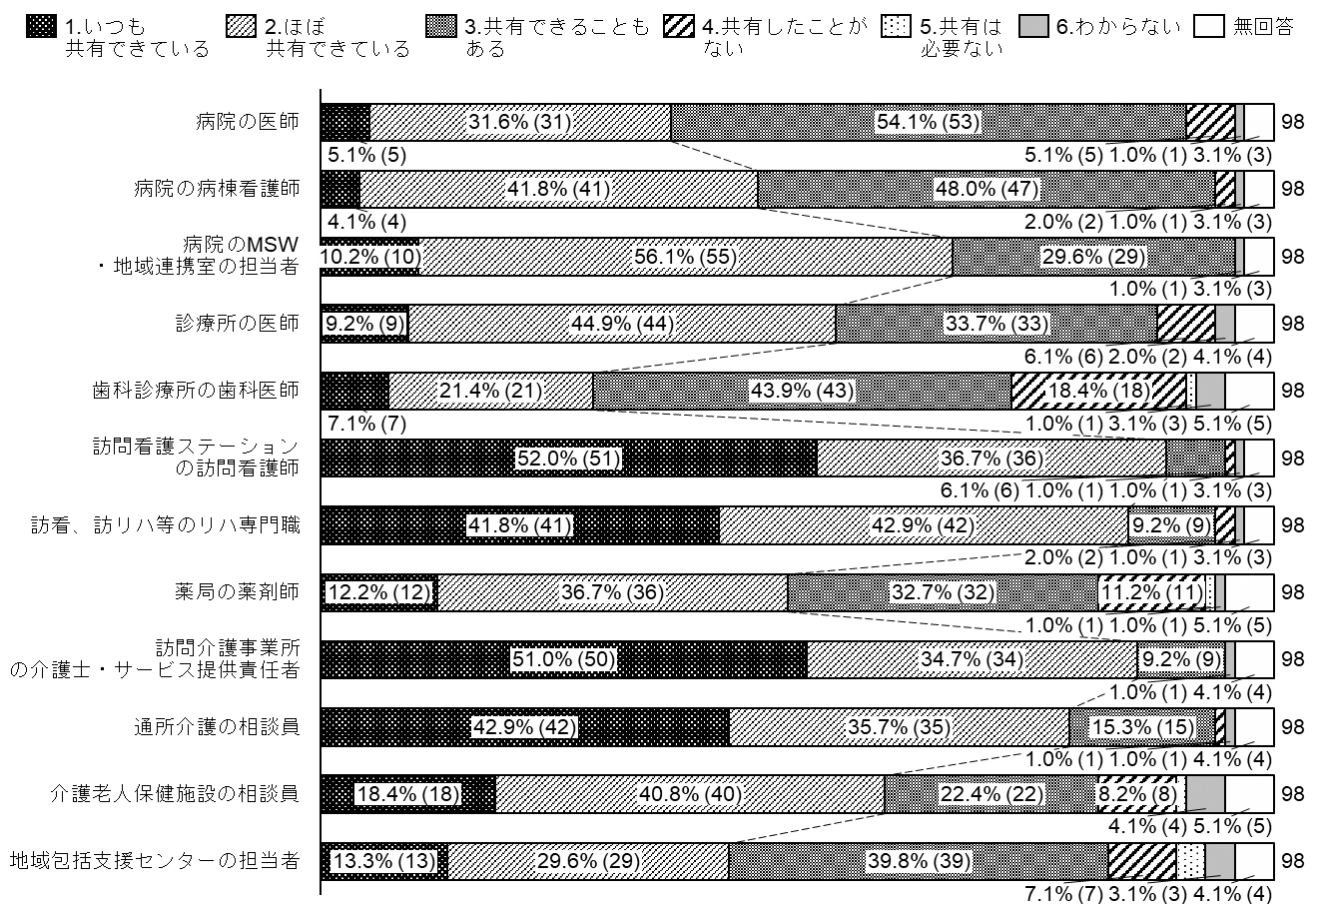 1.いつも
共有できている
2.ほぼ
共有できている
3.共有できることも
ある
4.共有したことが
ない
5.共有は
必要ない
6.わからない
無回答
病院の医師
31.6% (31)
54.1% (53)
98
5.1% (5)
5.1% (5) 1.0% (1) 3.1% (3)
病院の病棟看護師
41.8% (41)
48.0% (47)
98
4.1% (4)
2.0% (2) 1.0% (1) 3.1% (3)
病院のMSW
・地域連携室の担当者
10.2% (10)
56.1% (55)
29.6% (29)
98
1.0% (1) 3.1% (3)
診療所の医師
9.2% (9)
44.9% (44)
33.7% (33)
98
6.1% (6) 2.0% (2) 4.1% (4)
歯科診療所の歯科医師
21.4% (21)
43.9% (43)
18.4% (18)
98
7.1% (7)
1.0% (1) 3.1% (3) 5.1% (5)
訪問看護ステーション
の訪問看護師
52.0% (51)
36.7% (36)
98
6.1% (6) 1.0% (1) 1.0% (1) 3.1% (3)
訪看、訪リハ等のリハ専門職
41.8% (41)
42.9% (42)
9.2% (9)
98
2.0% (2) 1.0% (1) 3.1% (3)
薬局の薬剤師
12.2% (12)
36.7% (36)
32.7% (32)
11.2% (11)
98
1.0% (1) 1.0% (1) 5.1% (5)
訪問介護事業所
の介護士・サービス提供責任者
51.0% (50)
34.7% (34)
9.2% (9)
98
1.0% (1) 4.1% (4)
通所介護の相談員
42.9% (42)
35.7% (35)
15.3% (15)
98
1.0% (1) 1.0% (1) 4.1% (4)
介護老人保健施設の相談員
18.4% (18)
40.8% (40)
22.4% (22)
8.2% (8)
98
4.1% (4) 5.1% (5)
地域包括支援センターの担当者
13.3% (13)
29.6% (29)
39.8% (39)
98
7.1% (7) 3.1% (3) 4.1% (4)